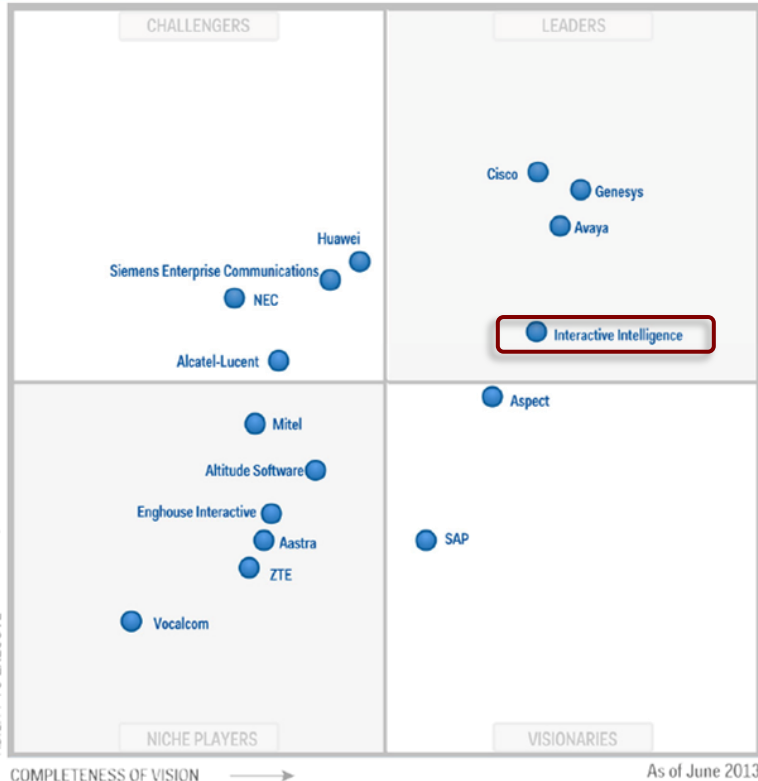 CHALLENGERS
LEADERS
Cisco
Genesys
Avaya
Huawei
Siemens Enterprise Communications
NEC
Interactive Intelligence
Alcatel-Lucent
Aspect
Mitel
Altitude Software
Enghouse Interactive
Aastra
SAP
ZTE
Vocalcom
NICHE PLAYERS
VISIONARIES
COMPLETENESS OF VISION
As of June 2013